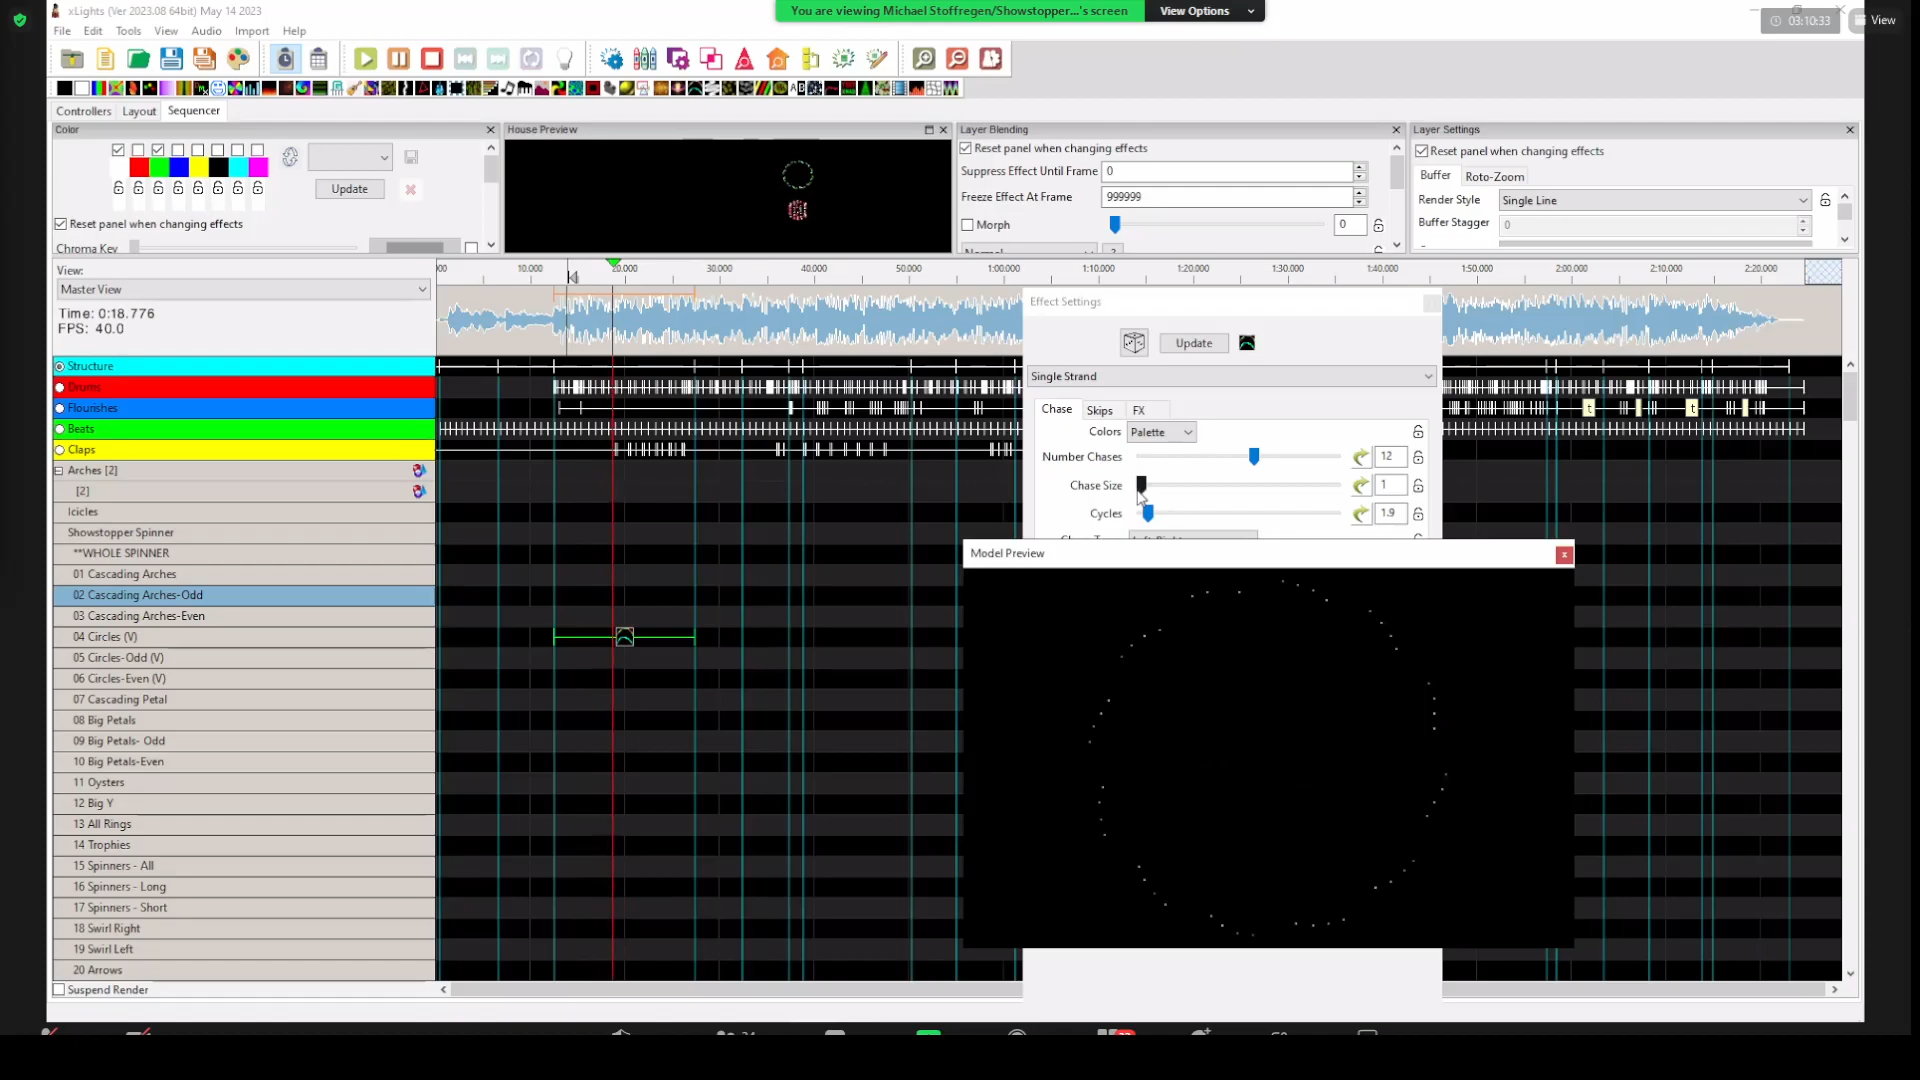 xLights (Ver 2023.08 64bit) May 14 2023
You are viewing Michael Stoffregen/Showstopper...'s screen
View Options
03:10:33
View
File Edit Tools View Audio Import Help
Controllers Layout Sequencer
Color
House Preview
Layer Blending
Layer Settings
Reset panel when changing effects
Reset panel when changing effects
Suppress Effect Until Frame 0
Buffer Roto-Zoom
Update
Freeze Effect At Frame 999999
Render Style Single Line
Reset panel when changing effects
Morph 0
Buffer Stagger 0
Chroma Key
Normal
View:
10.000 20.000 30.000 40.000 50.000 1:00.000 1:10.000 1:20.000 1:30.000 1:40.000 1:50.000 2:00.000 2:10.000 2:20.000
Master View
Time: 0:18.776
FPS: 40.0
Effect Settings
Update
Single Strand
Chase Skips FX
Colors Palette
Number Chases 12
Chase Size 1
Cycles 1.9
Model Preview
Structure
Drums
Flourishes
t t
Beats
Claps
Arches [2]
[2]
Icicles
Showstopper Spinner
**WHOLE SPINNER
01 Cascading Arches
02 Cascading Arches-Odd
03 Cascading Arches-Even
04 Circles (V)
05 Circles-Odd (V)
06 Circles-Even (V)
07 Cascading Petal
08 Big Petals
09 Big Petals- Odd
10 Big Petals-Even
11 Oysters
12 Big Y
13 All Rings
14 Trophies
15 Spinners - All
16 Spinners - Long
17 Spinners - Short
18 Swirl Right
19 Swirl Left
20 Arrows
Suspend Render